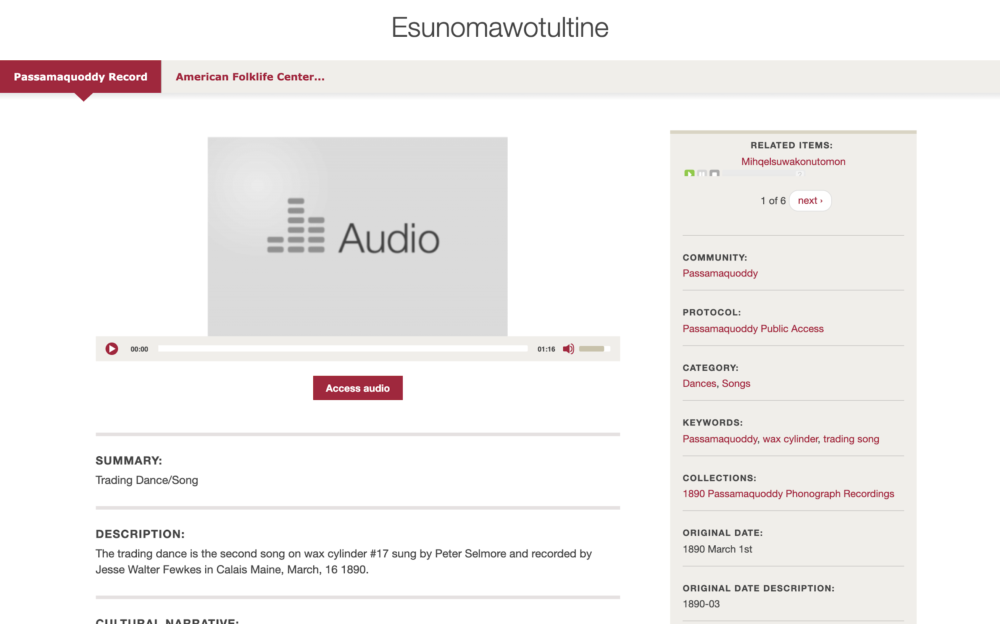 Esunomawotultine
Passamaquoddy Record
American Folklife Center...
Audio
00:00
01:16
Access audio
SUMMARY:
Trading Dance/Song
DESCRIPTION:
The trading dance is the second song on wax cylinder #17 sung by Peter Selmore and recorded by
Jesse Walter Fewkes in Calais Maine, March, 16 1890.
CULTURAL NARRATIVE:
RELATED ITEMS:
Mihqelsuwakonutomon
?
1 of 6 next ›
COMMUNITY:
Passamaquoddy
PROTOCOL:
Passamaquoddy Public Access
CATEGORY:
Dances, Songs
KEYWORDS:
Passamaquoddy, wax cylinder, trading song
COLLECTIONS:
1890 Passamaquoddy Phonograph Recordings
ORIGINAL DATE:
1890 March 1st
ORIGINAL DATE DESCRIPTION:
1890-03